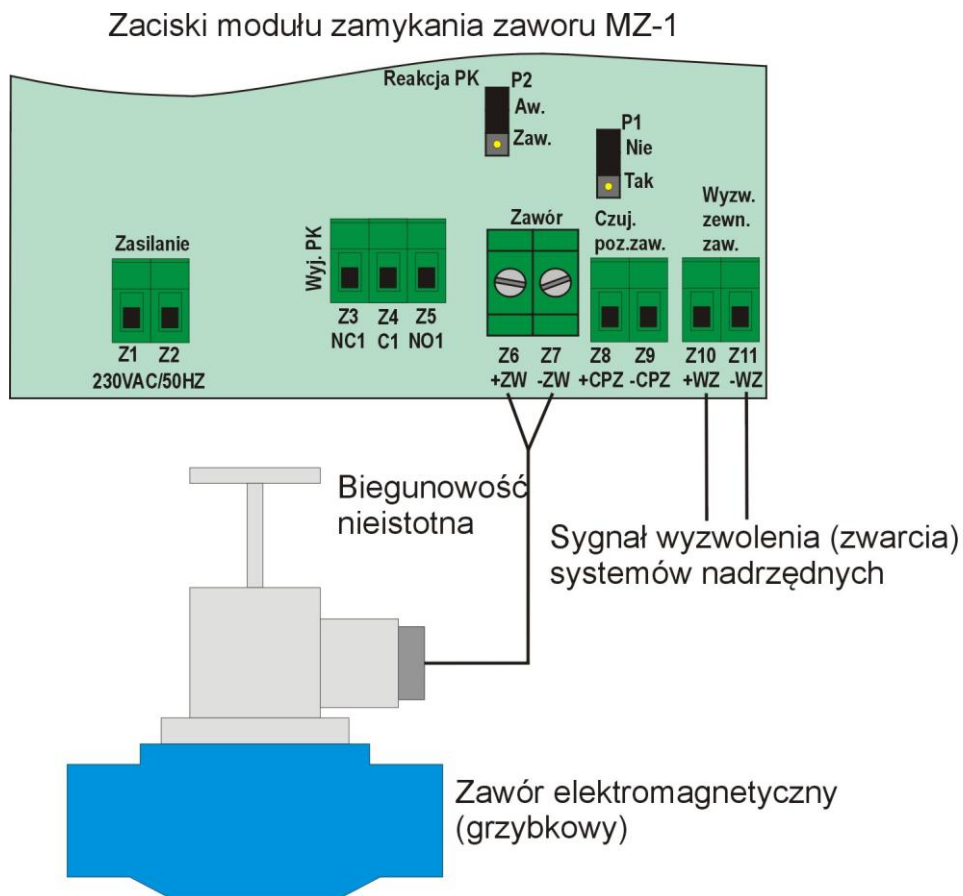 Zaciski modułu zamykania zaworu MZ-1
Reakcja PK P2
Aw.
Zaw.
P1
Nie
Tak
Zasilanie
Wyj. PK
Zawór
Czuj.
poz.zaw.
Wyzw.
zewn.
zaw.
Z1 Z2
230VAC/50HZ
Z3 Z4 Z5
NC1 C1 NO1
Z6 Z7
+ZW -ZW
Z8 Z9
+CPZ -CPZ
Z10 Z11
+WZ -WZ
Biegunowość
nieistotna
Sygnał wyzwolenia (zwarcia)
systemów nadrzędnych
Zawór elektromagnetyczny
(grzybkowy)